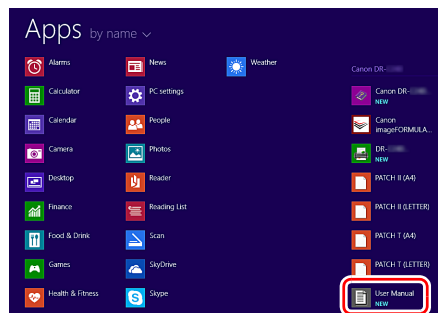 Apps by name
Alarms
Calculator
Calendar
Camera
Desktop
Finance
Food & Drink
Games
Health & Fitness
News
PC settings
People
Photos
Reader
Reading List
Scan
SkyDrive
Skype
Weather
Canon DR-
Canon DR-
NEW
Canon
imageFORMULA...
DR-
NEW
PATCH II (A4)
PATCH II (LETTER)
PATCH T (A4)
PATCH T (LETTER)
User Manual
NEW